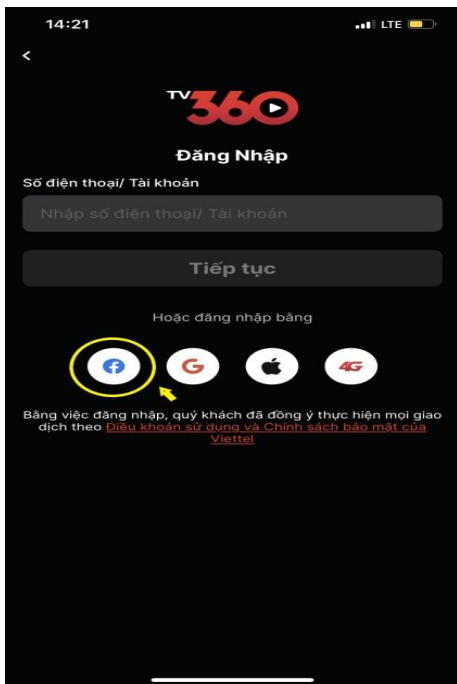 14:21 LTE
TV360
Đăng Nhập
Số điện thoại/ Tài khoản
Nhập số điện thoại/ Tài khoản
Tiếp tục
Hoặc đăng nhập bằng
4G
Bằng việc đăng nhập, quý khách đã đồng ý thực hiện mọi giao
dịch theo Điều khoản sử dụng và Chính sách bảo mật của
Viettel